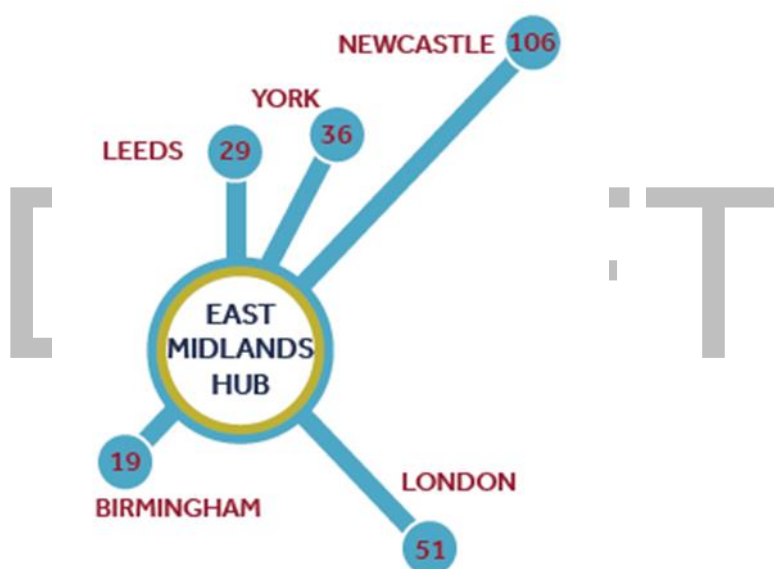 NEWCASTLE 106
YORK
36
LEEDS 29
EAST
MIDLANDS
HUB
19
BIRMINGHAM
LONDON
51